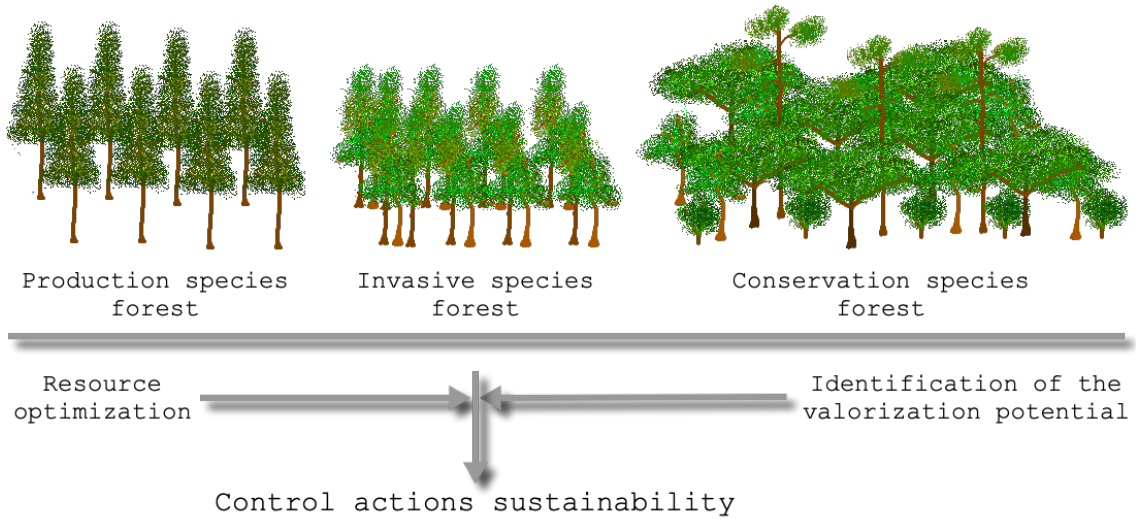 Production species
forest
Invasive species
forest
Conservation species
forest
Resource
optimization
Identification of the
valorization potential
Control actions sustainability